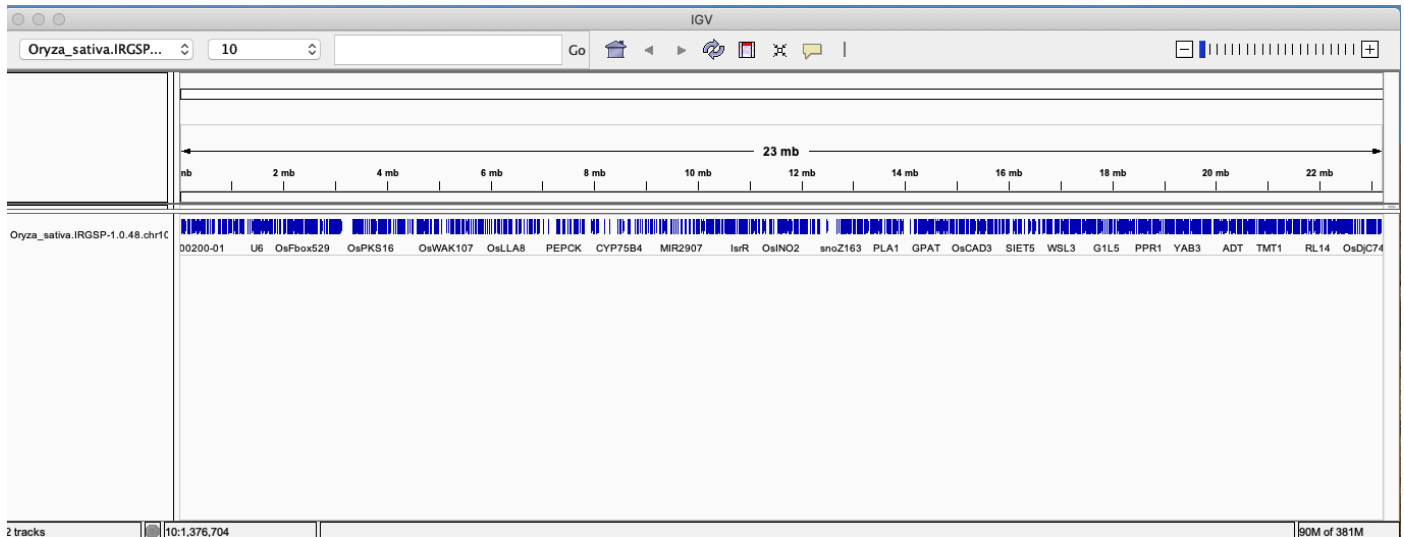 IGV
Oryza_sativa.IRGSP... 10 Go
23 mb
mb 2 mb 4 mb 6 mb 8 mb 10 mb 12 mb 14 mb 16 mb 18 mb 20 mb 22 mb
Oryza_sativa.IRGSP-1.0.48.chr10
00200-01 U6 OsFbox529 OsPKS16 OsWAK107 OsLLA8 PEPCK CYP75B4 MIR2907 IsrR OsINO2 snoZ163 PLA1 GPAT OsCAD3 SIET5 WSL3 G1L5 PPR1 YAB3 ADT TMT1 RL14 OsDjC74
2 tracks 10:1,376,704 90M of 381M